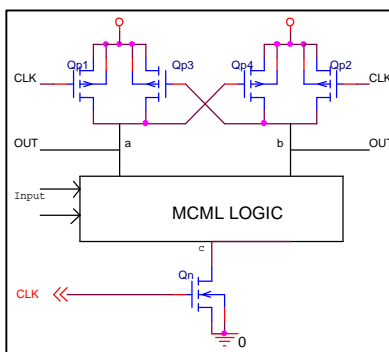 Qp1 Qp3 Qp4 Qp2
CLK CLK
OUT a b OUT
Input
MCML LOGIC
c
Qn
CLK
0